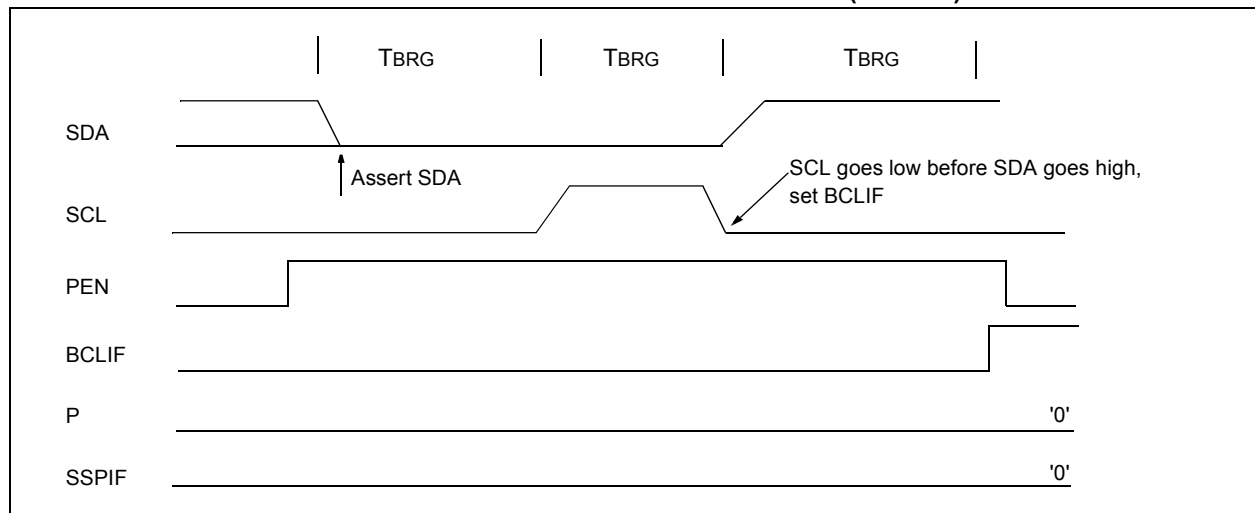 TBRG TBRG TBRG
SDA
Assert SDA
SCL goes low before SDA goes high,
set BCLIF
SCL
PEN
BCLIF
P
'0'
SSPIF
'0'